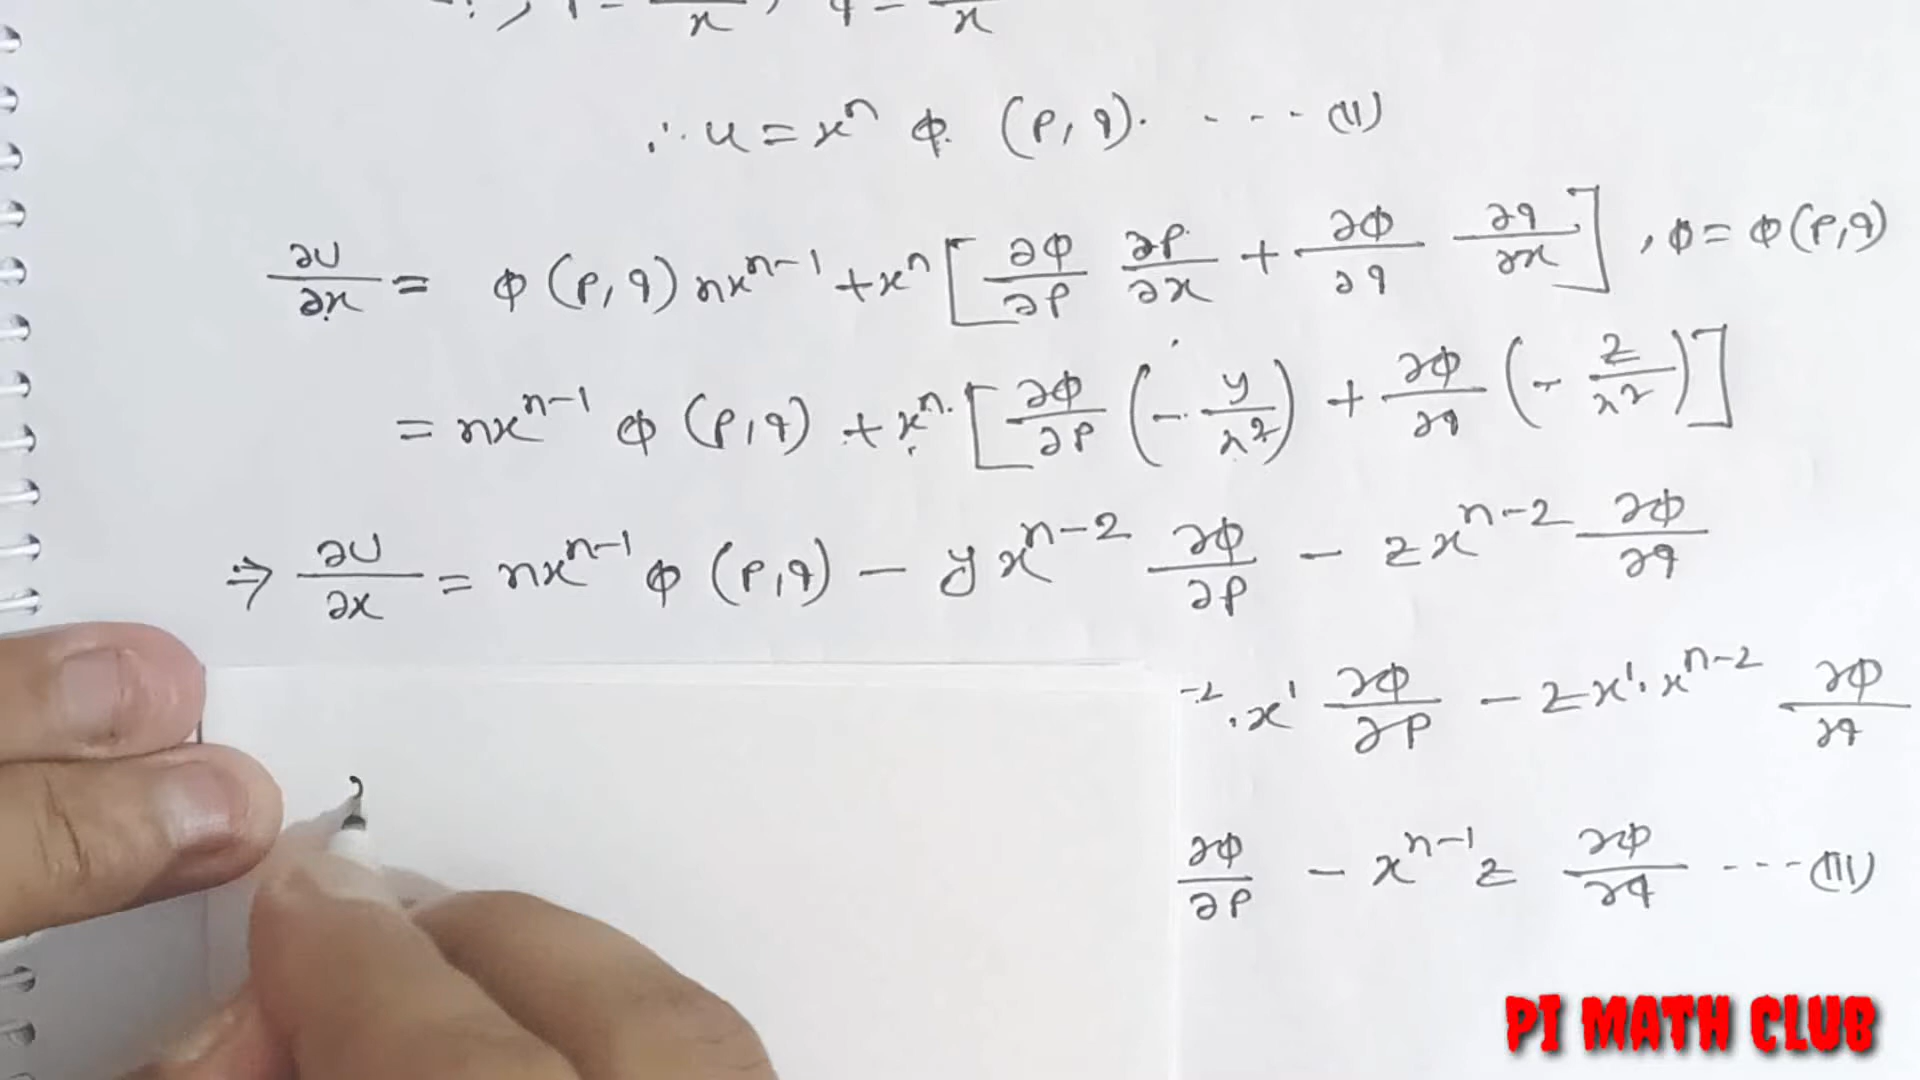 x x
∴ u = xⁿ φ (p, q). ---- (II)
∂u/∂x = φ (p, q) nxⁿ⁻¹ + xⁿ [∂φ/∂p ∂p/∂x + ∂φ/∂q ∂q/∂x], φ = φ(p,q)
= nxⁿ⁻¹ φ (p,q) + xⁿ. [∂φ/∂p (- y/x²) + ∂φ/∂q (- z/x²)]
⇒ ∂u/∂x = nxⁿ⁻¹ φ (p,q) - y xⁿ⁻² ∂φ/∂p - z xⁿ⁻² ∂φ/∂q
⁻². x¹ ∂φ/∂p - z x¹. xⁿ⁻² ∂φ/∂q
∂φ/∂p - xⁿ⁻¹ z ∂φ/∂q --- (III)
PI MATH CLUB